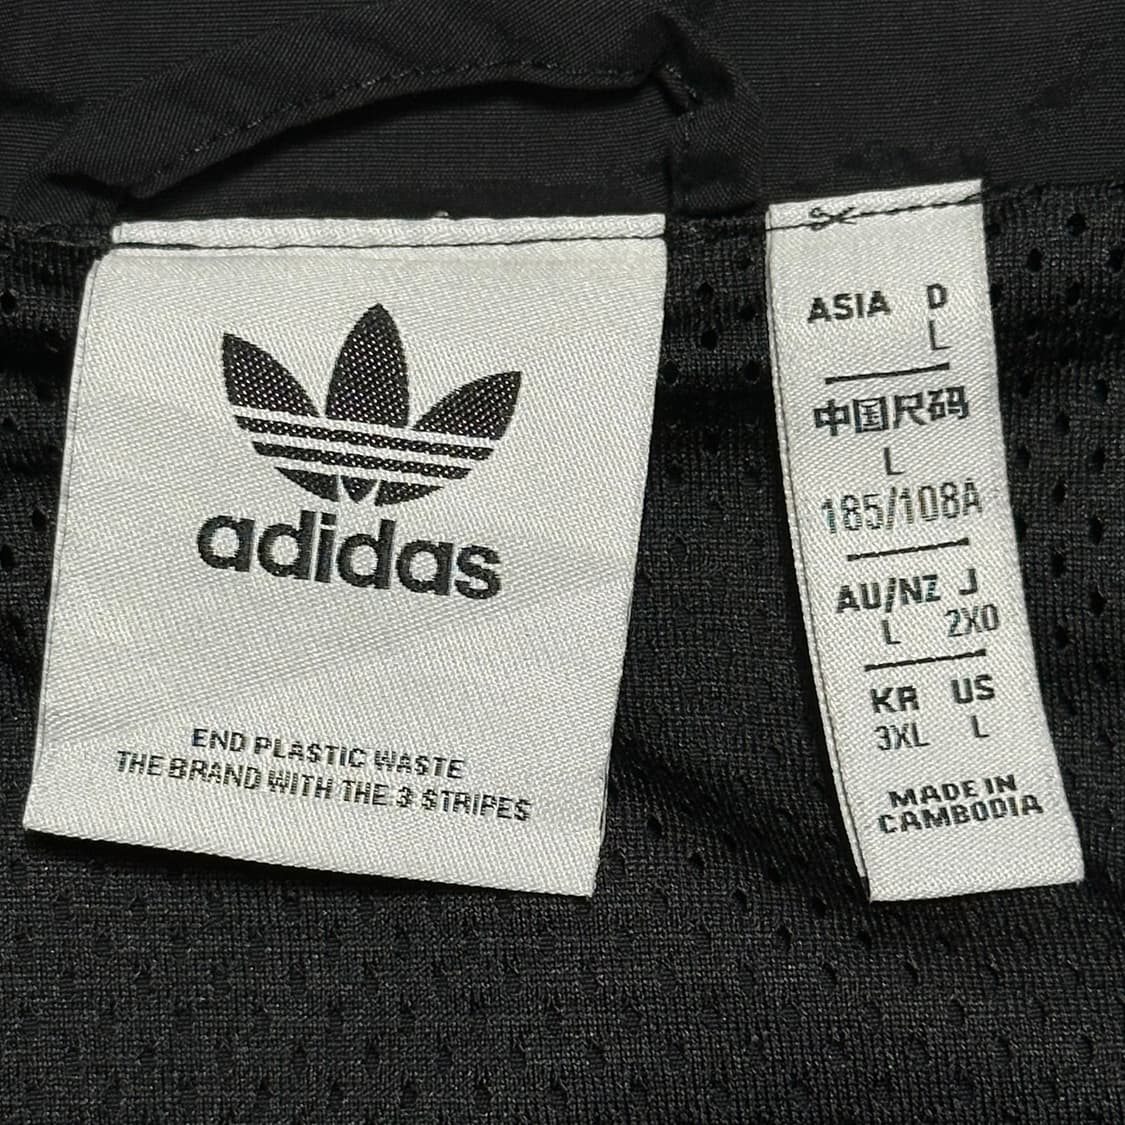 adidas
END PLASTIC WASTE
THE BRAND WITH THE 3 STRIPES
ASIA D
L
中国尺码
L
185/108A
AU/NZ J
L 2XO
KR US
3XL L
MADE IN
CAMBODIA